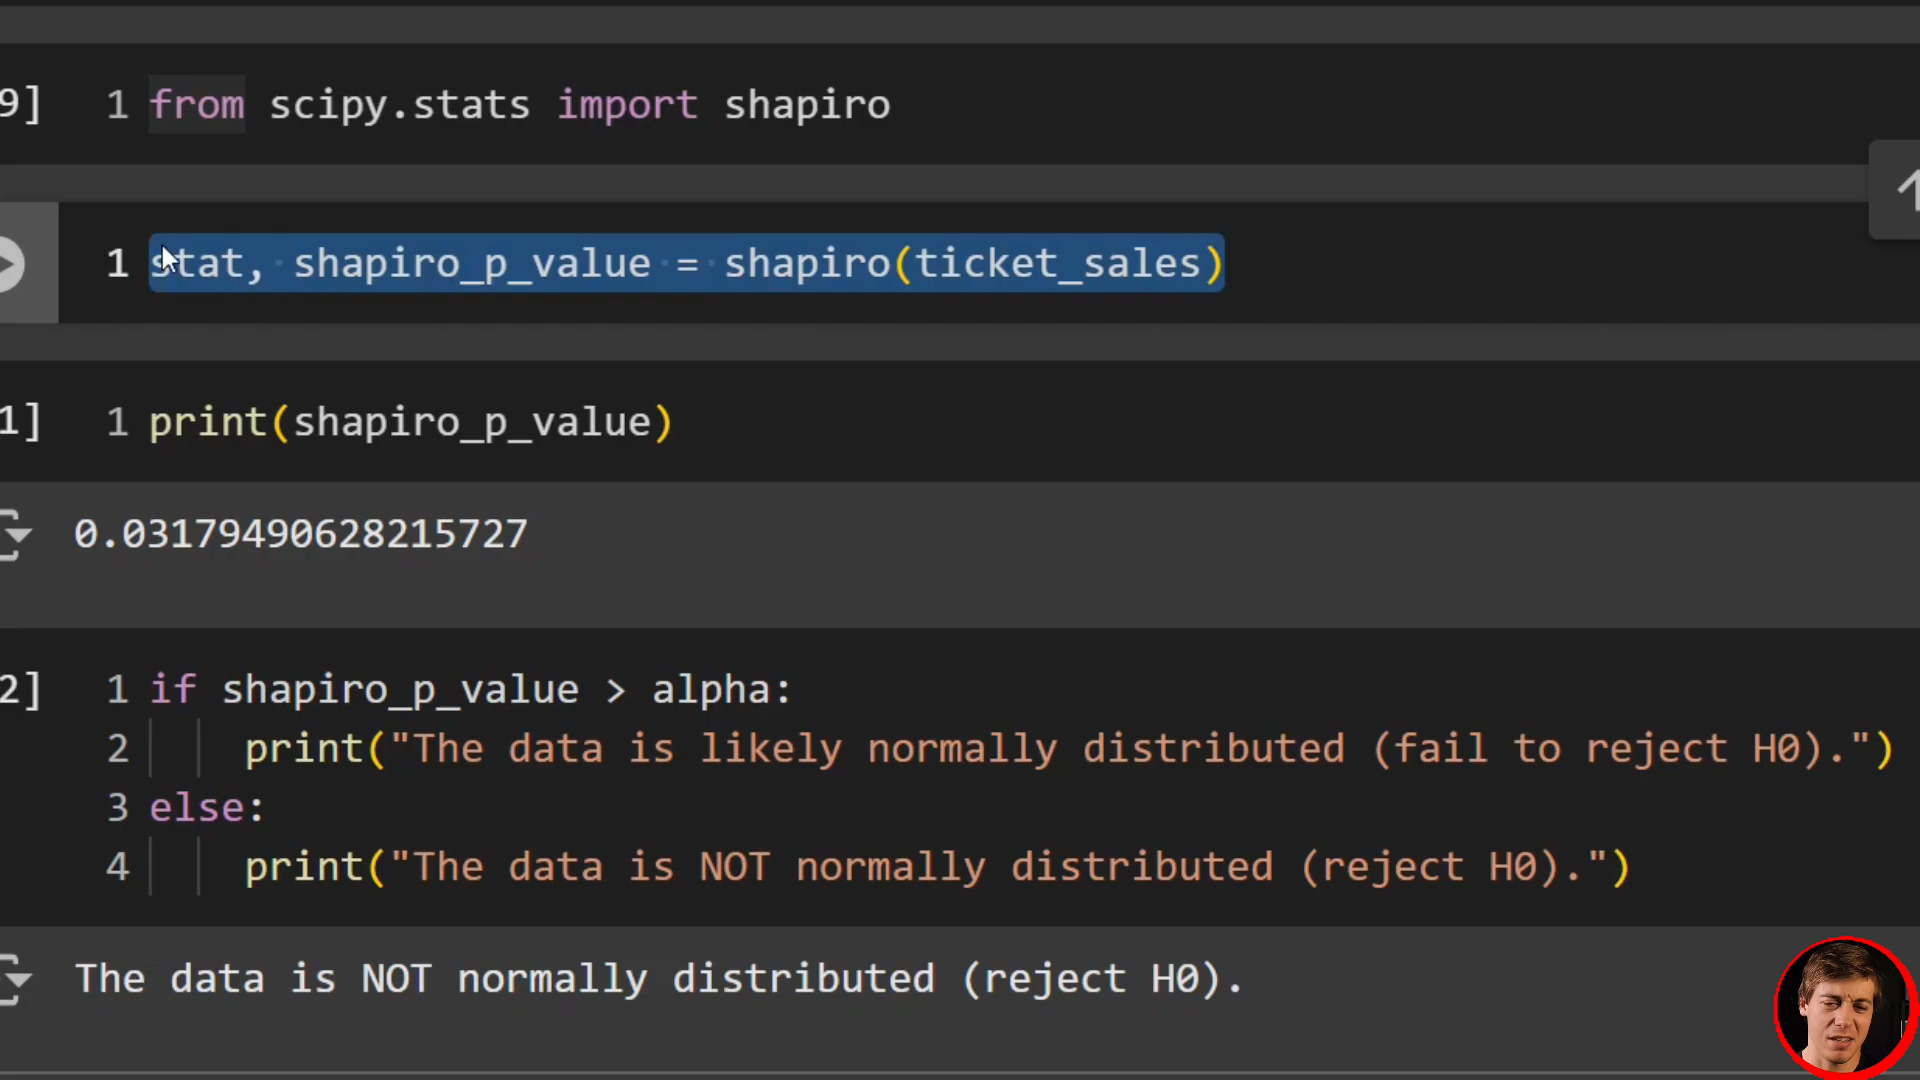 9] 1 from scipy.stats import shapiro
1 stat, shapiro_p_value = shapiro(ticket_sales)
1] 1 print(shapiro_p_value)
0.03179490628215727
2] 1 if shapiro_p_value > alpha:
2 print("The data is likely normally distributed (fail to reject H0).")
3 else:
4 print("The data is NOT normally distributed (reject H0).")
The data is NOT normally distributed (reject H0).